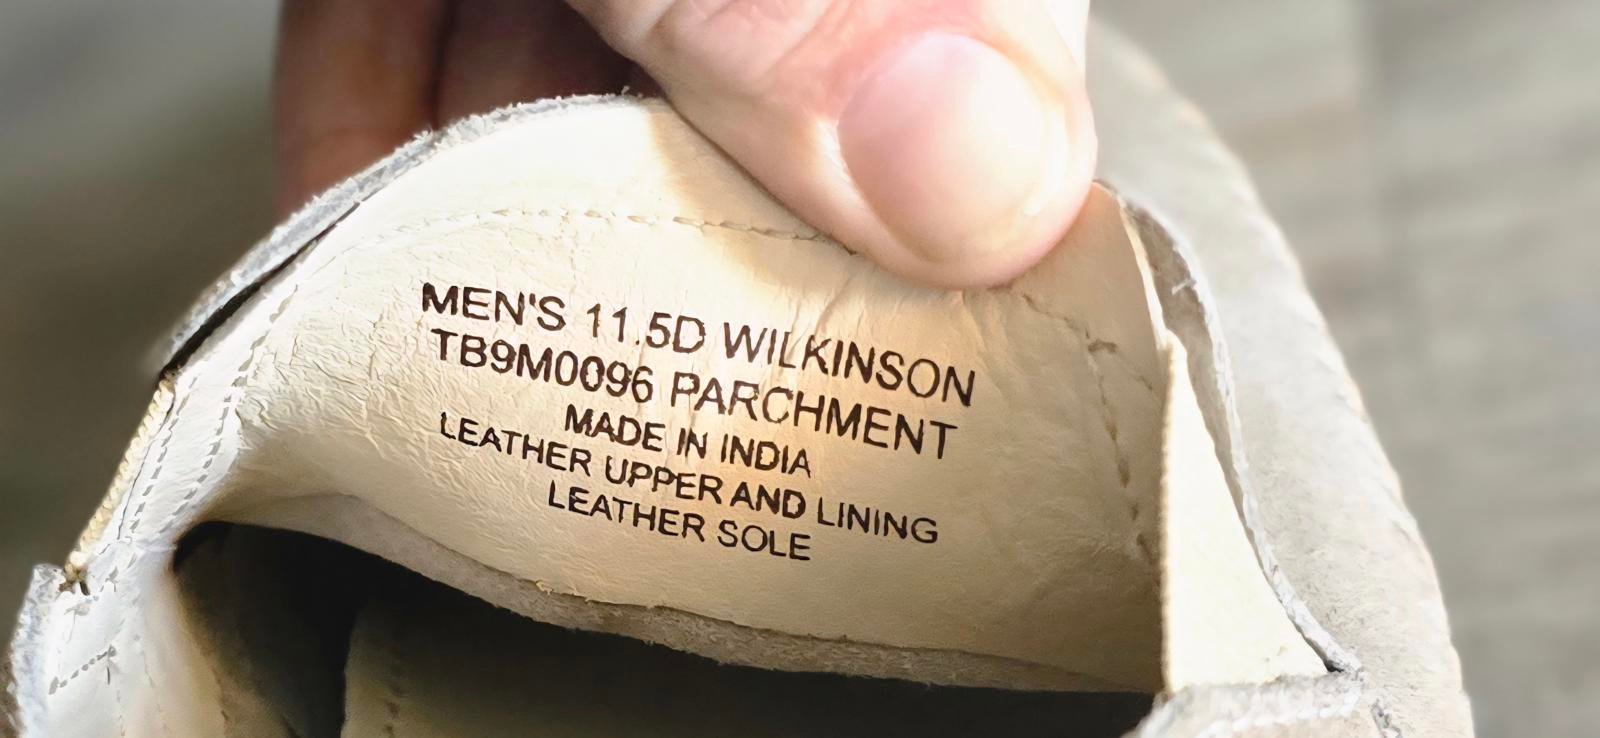 MEN'S 11.5D WILKINSON
TB9M0096 PARCHMENT
MADE IN INDIA
LEATHER UPPER AND LINING
LEATHER SOLE